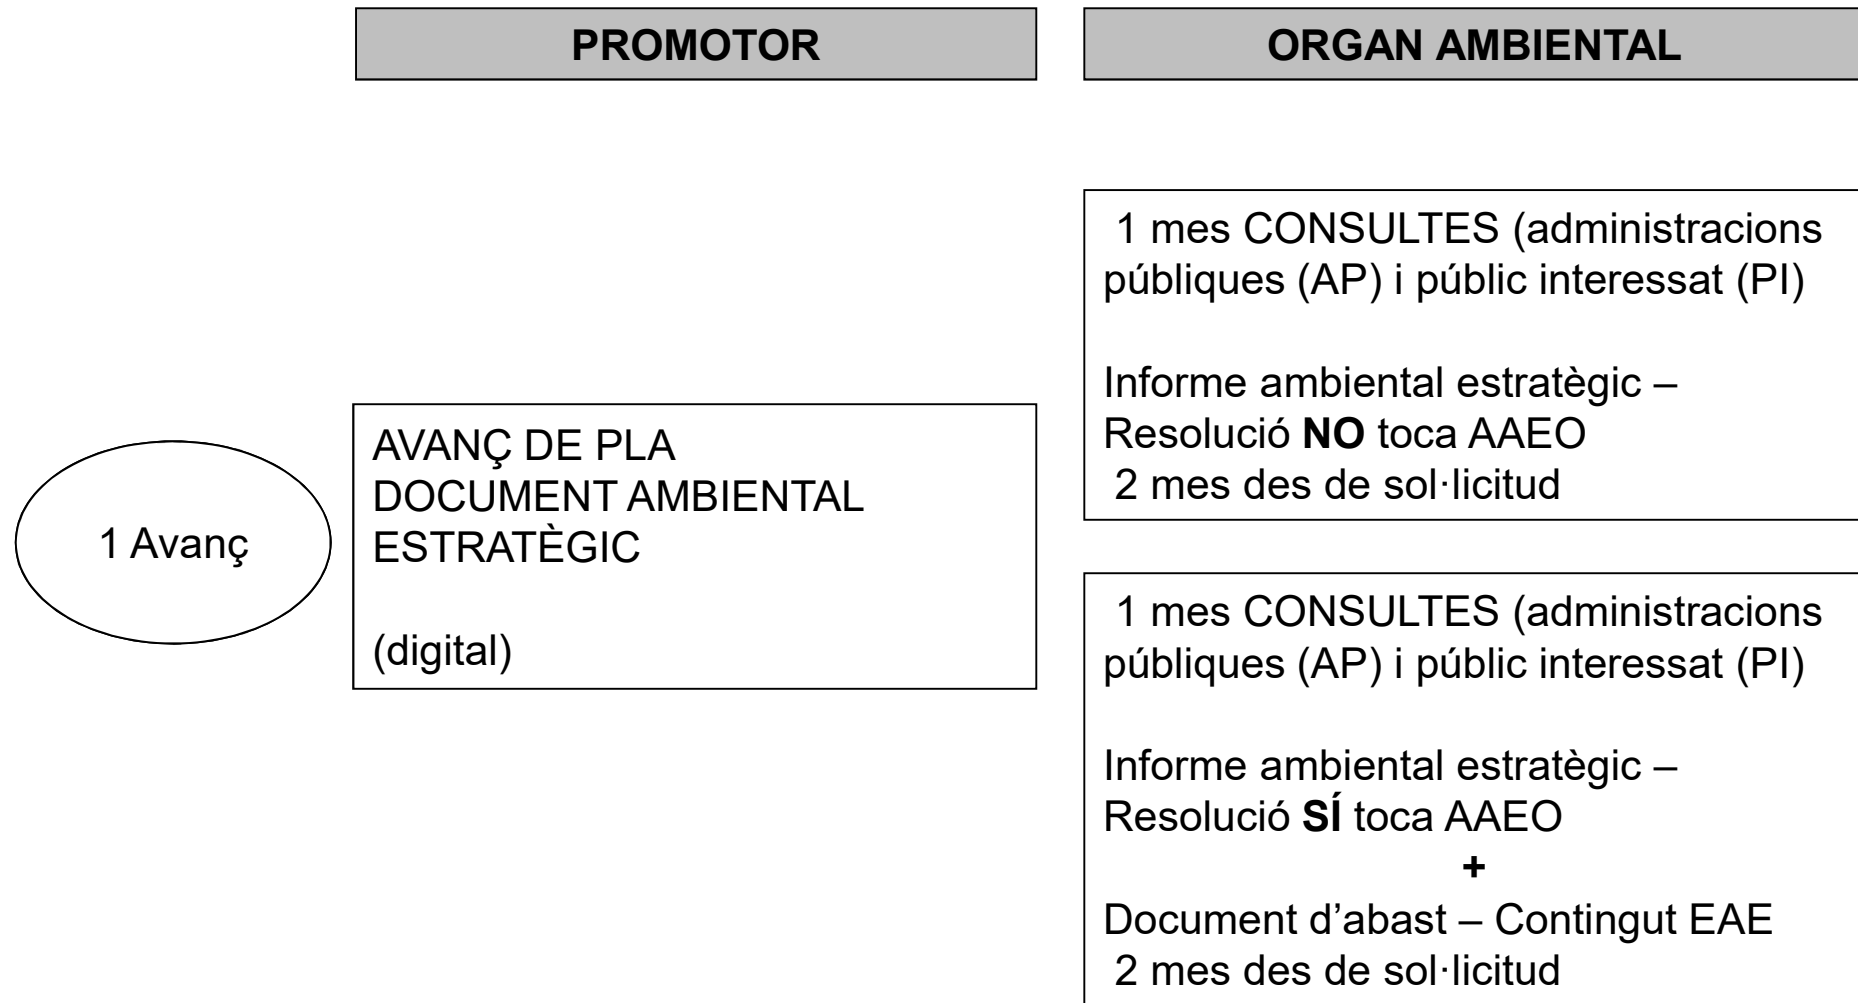 PROMOTOR
ORGAN AMBIENTAL
1 Avanç
AVANÇ DE PLA
DOCUMENT AMBIENTAL
ESTRATÈGIC
(digital)
1 mes CONSULTES (administracions
públiques (AP) i públic interessat (PI)
Informe ambiental estratègic –
Resolució NO toca AAEO
2 mes des de sol·licitud
1 mes CONSULTES (administracions
públiques (AP) i públic interessat (PI)
Informe ambiental estratègic –
Resolució SÍ toca AAEO
+
Document d’abast – Contingut EAE
2 mes des de sol·licitud